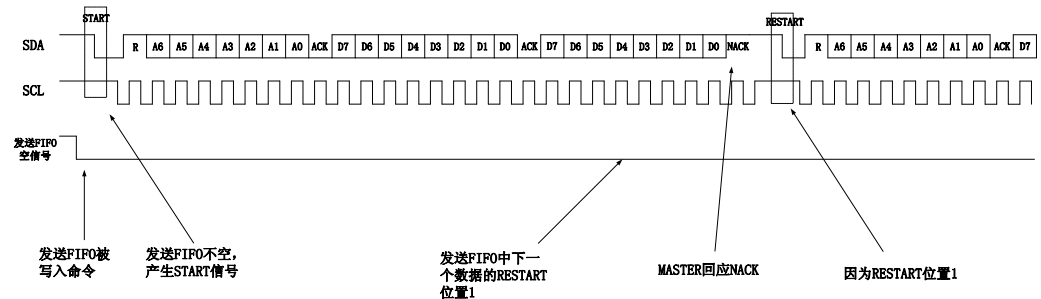 START
RESTART
SDA
R A6 A5 A4 A3 A2 A1 A0 ACK D7 D6 D5 D4 D3 D2 D1 D0 ACK D7 D6 D5 D4 D3 D2 D1 D0 NACK R A6 A5 A4 A3 A2 A1 A0 ACK D7
SCL
发送FIFO
空信号
发送FIFO被
写入命令
发送FIFO不空,
产生START信号
发送FIFO中下一
个数据的RESTART
位置1
MASTER回应NACK
因为RESTART位置1